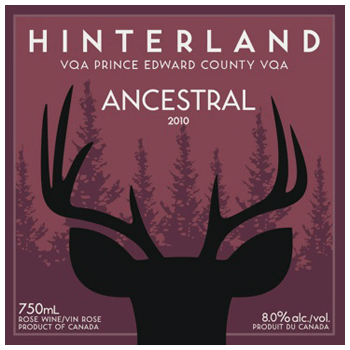 HINTERLAND
VQA PRINCE EDWARD COUNTY VQA
ANCESTRAL
2010
750mL
ROSE WINE/VIN ROSE
PRODUCT OF CANADA
8.0% alc./vol.
PRODUIT DU CANADA